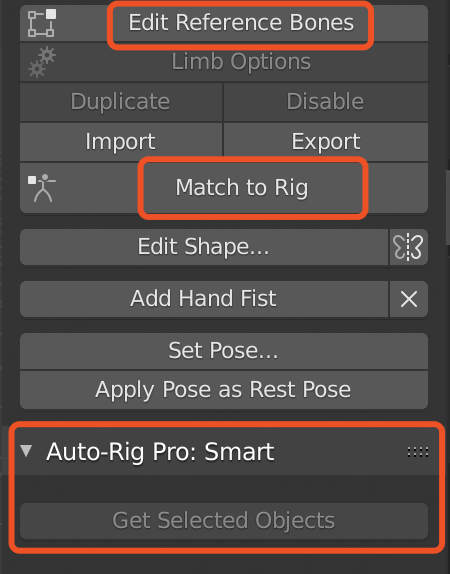 Edit Reference Bones
Limb Options
Duplicate Disable
Import Export
Match to Rig
Edit Shape...
Add Hand Fist
Set Pose...
Apply Pose as Rest Pose
Auto-Rig Pro: Smart
Get Selected Objects